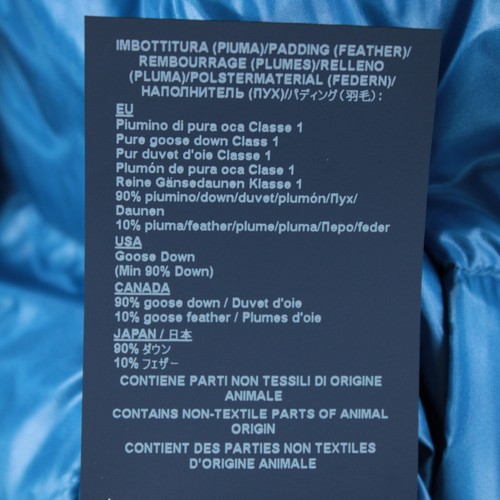 IMBOTTITURA (PIUMA)/PADDING (FEATHER)/
REMBOURRAGE (PLUMES)/RELLENO
(PLUMA)/POLSTERMATERIAL (FEDERN)/
НАПОЛНИТЕЛЬ (ПУХ)/パディング(羽毛):
EU
Piumino di pura oca Classe 1
Pure goose down Class 1
Pur duvet d'oie Classe 1
Plumón de pura oca Clase 1
Reine Gänsedaunen Klasse 1
90% piumino/down/duvet/plumón/Пух/
Daunen
10% piuma/feather/plume/pluma/Перо/feder
USA
Goose Down
(Min 90% Down)
CANADA
90% goose down / Duvet d'oie
10% goose feather / Plumes d'oie
JAPAN / 日本
90% ダウン
10% フェザー
CONTIENE PARTI NON TESSILI DI ORIGINE
ANIMALE
CONTAINS NON-TEXTILE PARTS OF ANIMAL
ORIGIN
CONTIENT DES PARTIES NON TEXTILES
D'ORIGINE ANIMALE